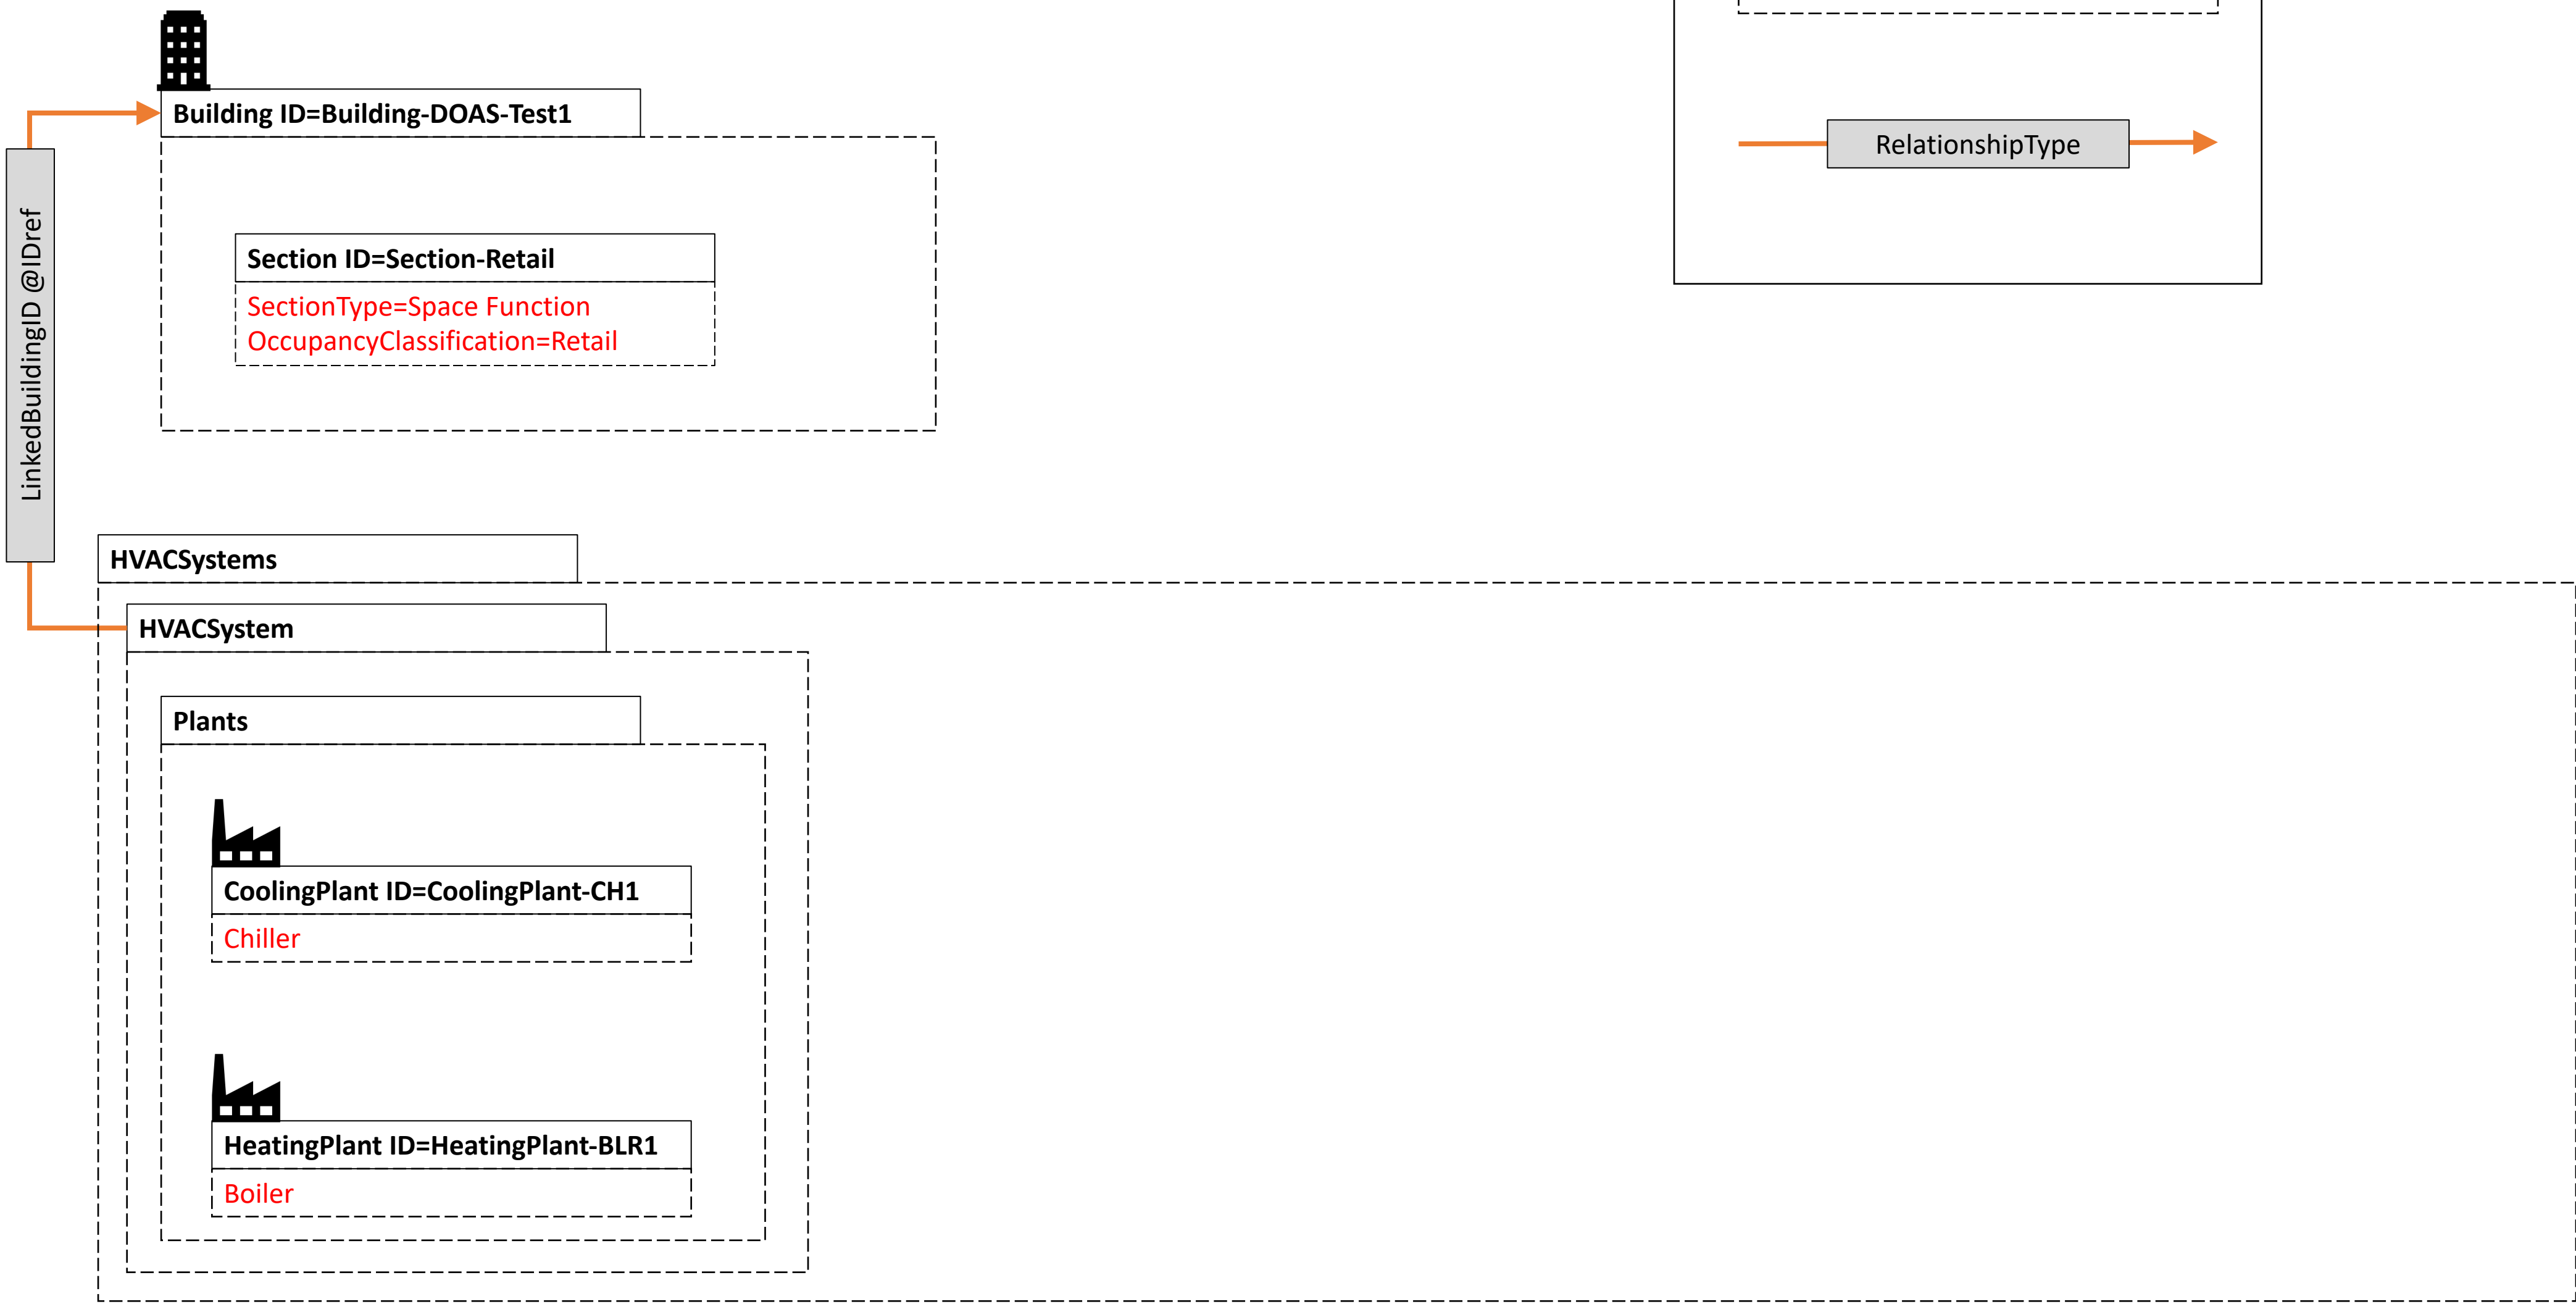 Building ID=Building-DOAS-Test1
RelationshipType
LinkedBuildingID @IDref
Section ID=Section-Retail
SectionType=Space Function
OccupancyClassification=Retail
HVACSystems
HVACSystem
Plants
CoolingPlant ID=CoolingPlant-CH1
Chiller
HeatingPlant ID=HeatingPlant-BLR1
Boiler